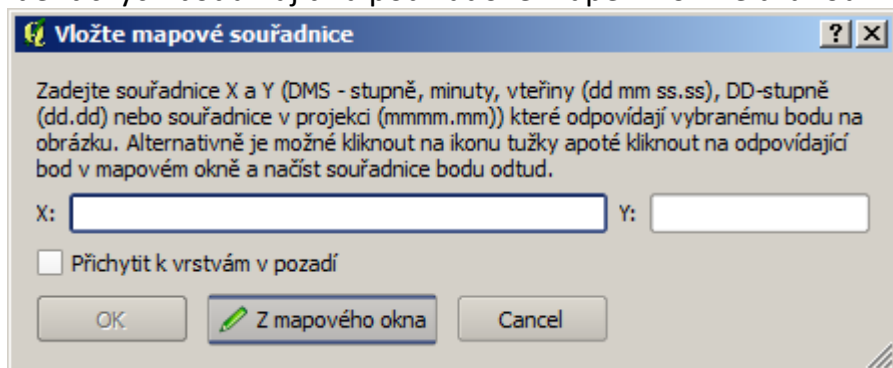 Vložte mapové souřadnice
Zadejte souřadnice X a Y (DMS - stupně, minuty, vteřiny (dd mm ss.ss), DD-stupně
(dd.dd) nebo souřadnice v projekci (mmmm.mm)) které odpovídají vybranému bodu na
obrázku. Alternativně je možné kliknout na ikonu tužky apoté kliknout na odpovídající
bod v mapovém okně a načíst souřadnice bodu odtud.
X: Y:
Přichytit k vrstvám v pozadí
OK Z mapového okna Cancel